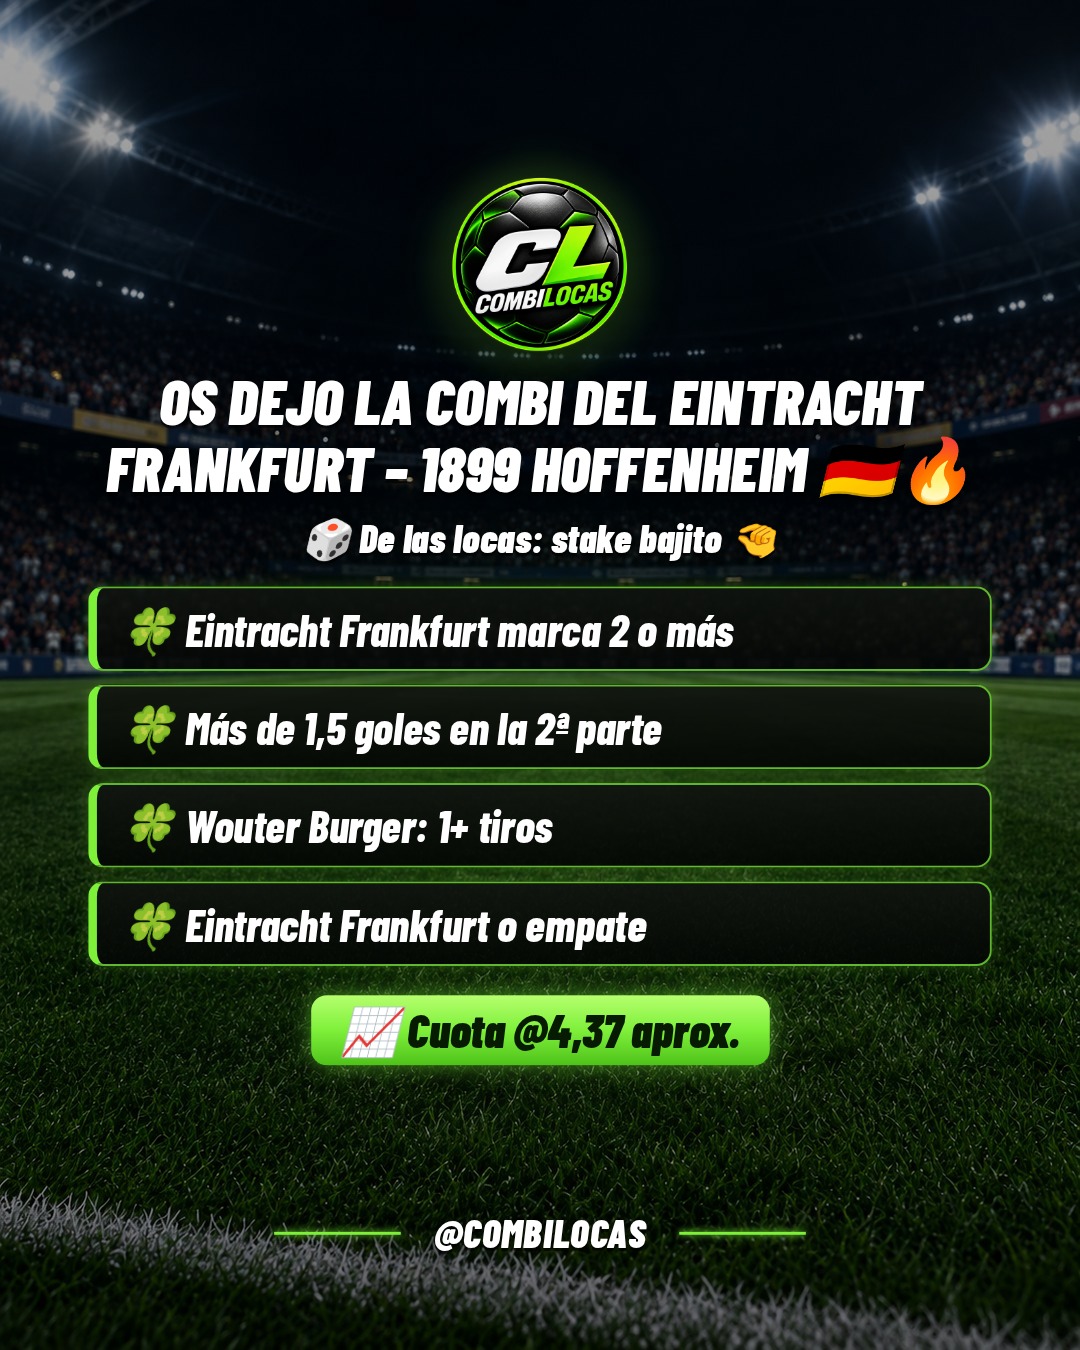 CL
COMBILOCAS
OS DEJO LA COMBI DEL EINTRACHT
FRANKFURT - 1899 HOFFENHEIM 🇩🇪🔥
🎲 De las locas: stake bajito 🤏
🍀 Eintracht Frankfurt marca 2 o más
🍀 Más de 1,5 goles en la 2ª parte
🍀 Wouter Burger: 1+ tiros
🍀 Eintracht Frankfurt o empate
📈 Cuota @4,37 aprox.
@COMBILOCAS